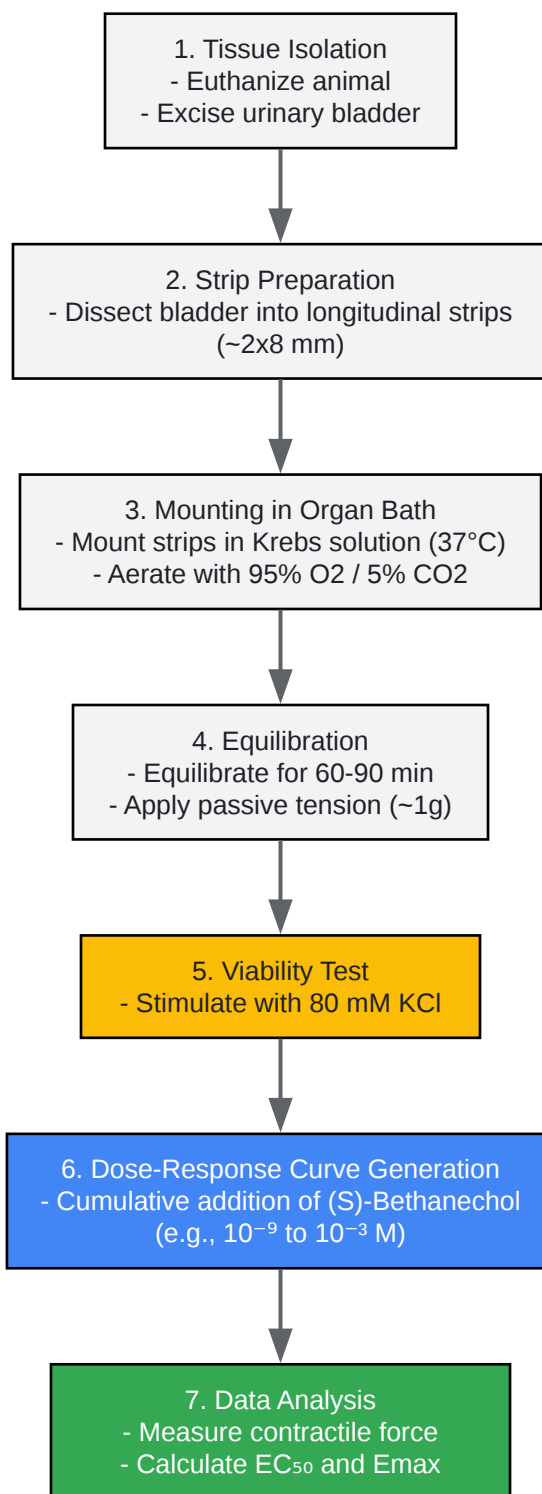 1. Tissue Isolation
- Euthanize animal
- Excise urinary bladder
2. Strip Preparation
- Dissect bladder into longitudinal strips
(~2x8 mm)
3. Mounting in Organ Bath
- Mount strips in Krebs solution (37°C)
- Aerate with 95% O2 / 5% CO2
4. Equilibration
- Equilibrate for 60-90 min
- Apply passive tension (~1g)
5. Viability Test
- Stimulate with 80 mM KCl
6. Dose-Response Curve Generation
- Cumulative addition of (S)-Bethanechol
(e.g., 10⁻⁹ to 10⁻³ M)
7. Data Analysis
- Measure contractile force
- Calculate EC₅₀ and Emax